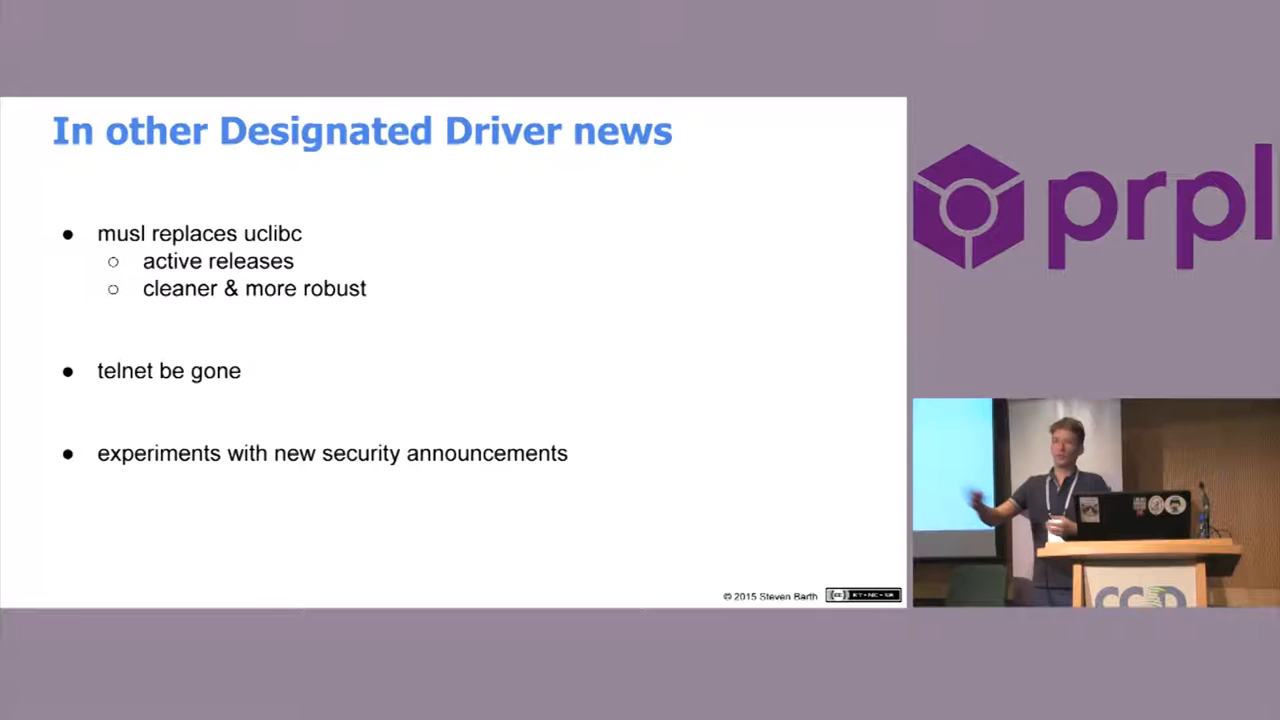 In other Designated Driver news
● musl replaces uclibc
○ active releases
○ cleaner & more robust
● telnet be gone
● experiments with new security announcements
© 2015 Steven Barth
prpl